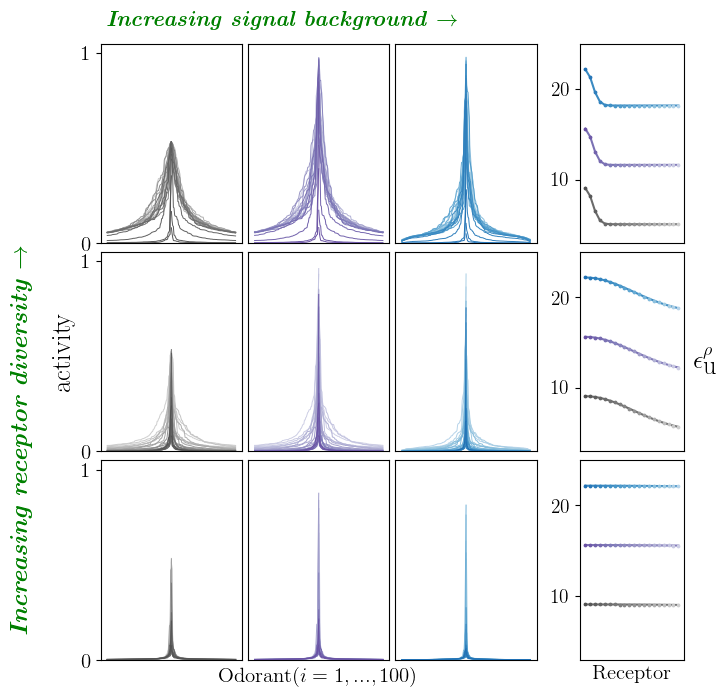 Increasing signal background →
1
0
20
10
Increasing receptor diversity →
activity
1
0
20
10
ϵᵤᵨ
1
0
20
10
Odorant(i = 1, ..., 100)
Receptor